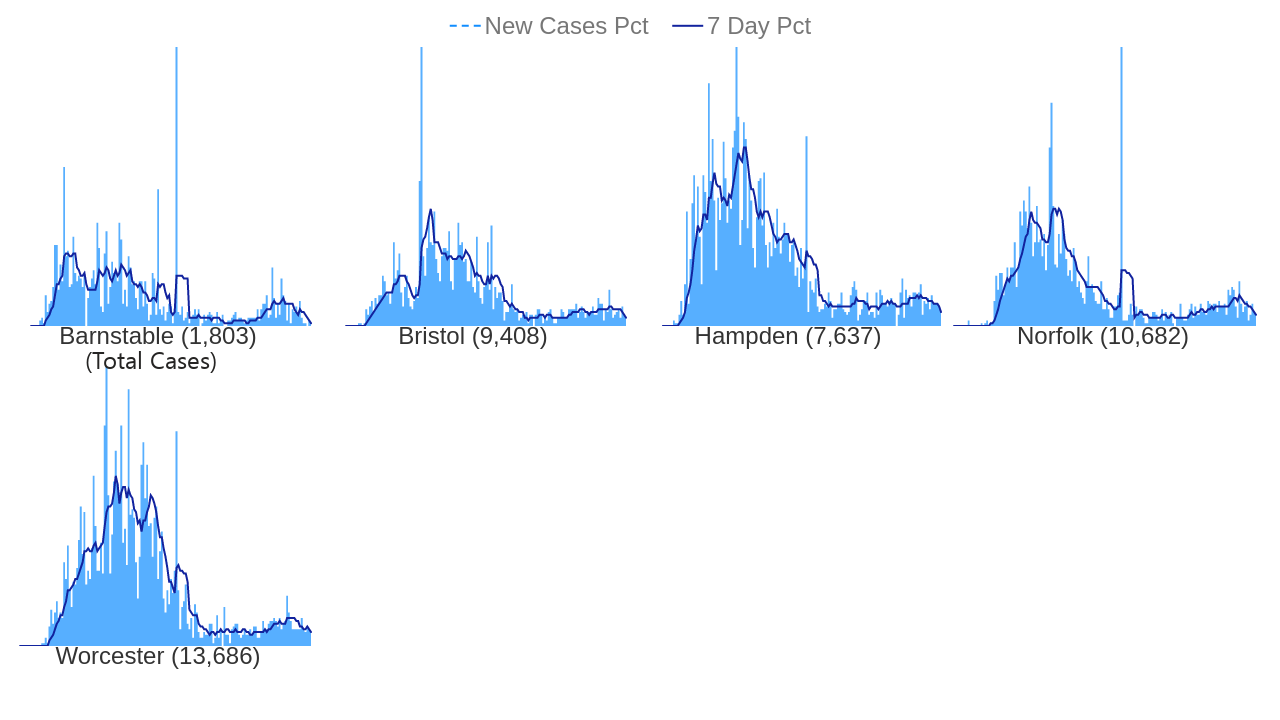 New Cases Pct 7 Day Pct
Barnstable (1,803) Bristol (9,408) Hampden (7,637) Norfolk (10,682)
(Total Cases)
Worcester (13,686)